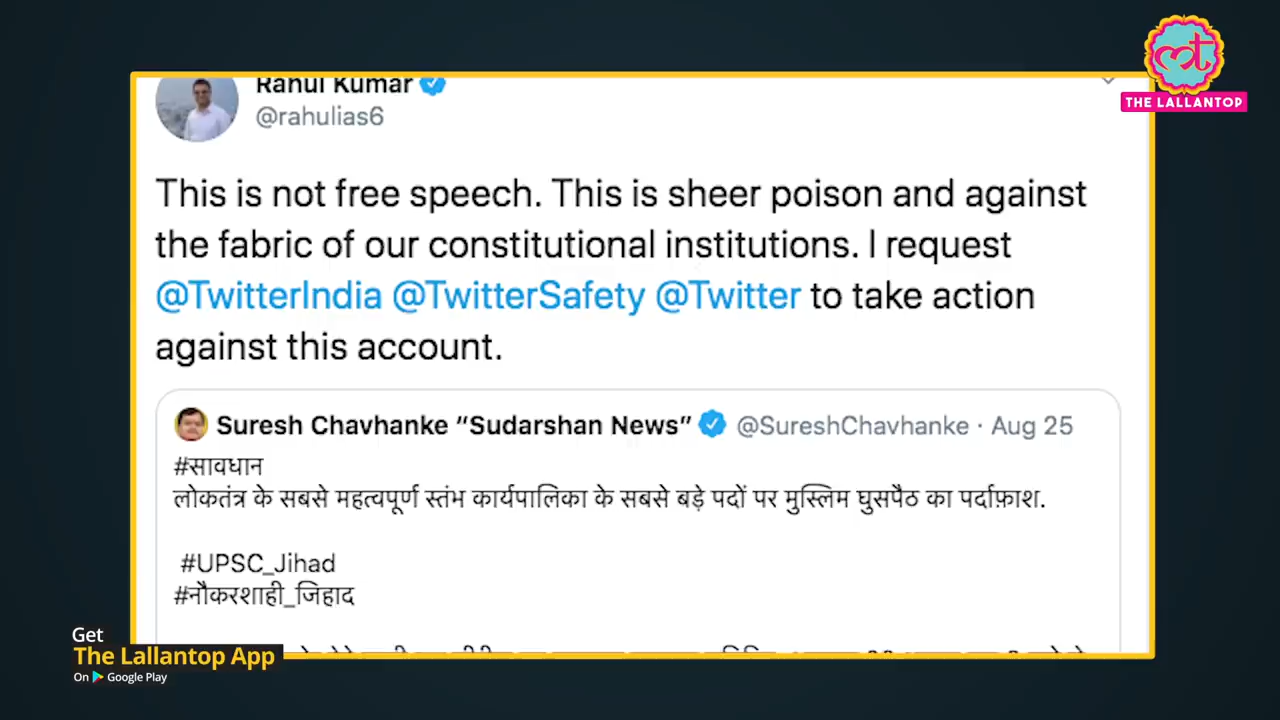 Rahul Kumar
@rahulias6
THE LALLANTOP
This is not free speech. This is sheer poison and against
the fabric of our constitutional institutions. I request
@TwitterIndia @TwitterSafety @Twitter to take action
against this account.
Suresh Chavhanke “Sudarshan News” @SureshChavhanke · Aug 25
#सावधान
लोकतंत्र के सबसे महत्वपूर्ण स्तंभ कार्यपालिका के सबसे बड़े पदों पर मुस्लिम घुसपैठ का पर्दाफ़ाश.
#UPSC_Jihad
#नौकरशाही_जिहाद
Get
The Lallantop App
On Google Play